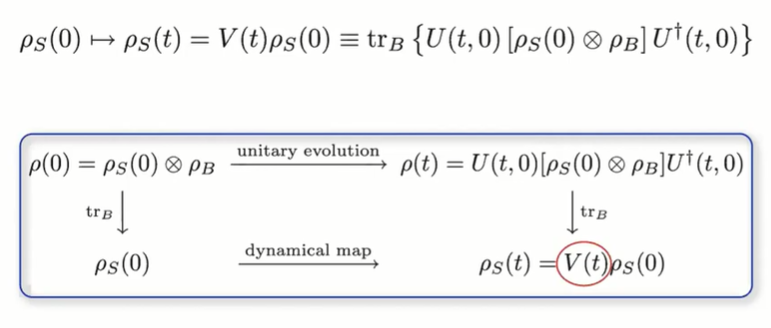 ρ_S(0) ↦ ρ_S(t) = V(t)ρ_S(0) ≡ tr_B {U(t, 0) [ρ_S(0) ⊗ ρ_B] U†(t, 0)}
ρ(0) = ρ_S(0) ⊗ ρ_B unitary evolution → ρ(t) = U(t, 0)[ρ_S(0) ⊗ ρ_B]U†(t, 0)
tr_B ↓ ↓ tr_B
ρ_S(0) dynamical map → ρ_S(t) = V(t)ρ_S(0)